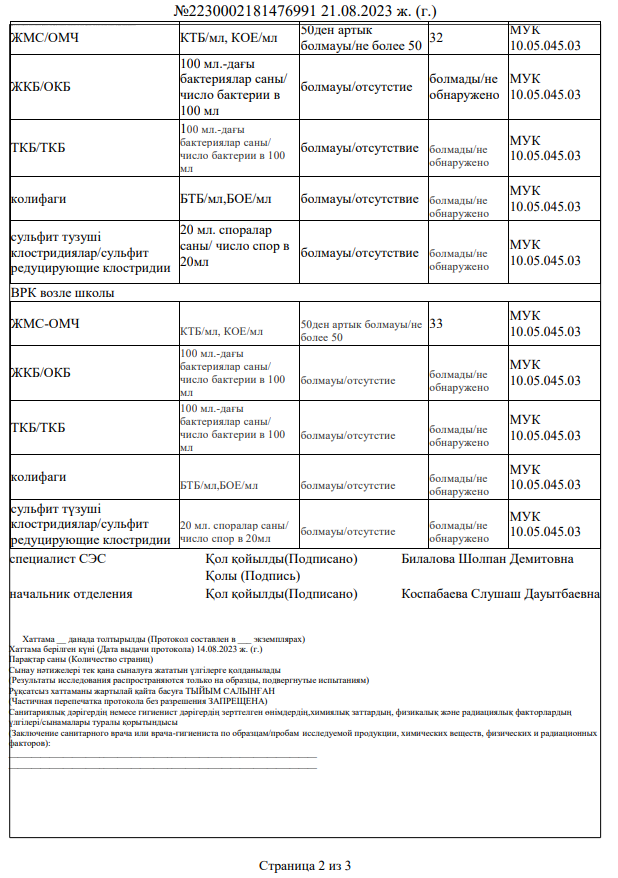 №2230002181476991 21.08.2023 ж. (г.)
ЖМС/ОМЧ
КТБ/мл, КОЕ/мл
50ден артык
болмауы/не более 50
32
МУК
10.05.045.03
ЖКБ/ОКБ
100 мл.-дағы
бактериялар саны/
число бактерии в
100 мл
болмауы/отсутстие
болмады/не
обнаружено
МУК
10.05.045.03
ТКБ/ТКБ
100 мл.-дағы
бактериялар саны/
число бактерии в 100
мл
болмауы/отсутствие
болмады/не
обнаружено
МУК
10.05.045.03
колифаги
БТБ/мл,БОЕ/мл
болмауы/отсутствие
болмады/не
обнаружено
МУК
10.05.045.03
сульфит тузуші
клостридиялар/сульфит
редуцирующие клостридии
20 мл. споралар
саны/ число спор в
20мл
болмауы/отсутствие
болмады/не
обнаружено
МУК
10.05.045.03
ВРК возле школы
ЖМС-ОМЧ
КТБ/мл, КОЕ/мл
50ден артык болмауы/не
более 50
33
МУК
10.05.045.03
ЖКБ/ОКБ
100 мл.-дағы
бактериялар саны/
число бактерии в 100
мл
болмауы/отсутстие
болмады/не
обнаружено
МУК
10.05.045.03
ТКБ/ТКБ
100 мл.-дағы
бактериялар саны/
число бактерии в 100
мл
болмауы/отсутстие
болмады/не
обнаружено
МУК
10.05.045.03
колифаги
БТБ/мл,БОЕ/мл
болмауы/отсутстие
болмады/не
обнаружено
МУК
10.05.045.03
сульфит түзуші
клостридиялар/сульфит
редуцирующие клостридии
20 мл. споралар саны/
число спор в 20мл
болмауы/отсутстие
болмады/не
обнаружено
МУК
10.05.045.03
специалист СЭС Қол қойылды(Подписано) Билалова Шолпан Демитовна
Қолы (Подпись)
начальник отделения Қол қойылды(Подписано) Коспабаева Слушаш Дауытбаевна
Хаттама __ данада толтырылды (Протокол составлен в ___ экземплярах)
Хаттама берілген күні (Дата выдачи протокола) 14.08.2023 ж. (г.)
Парақтар саны (Количество страниц)
Сынау нәтижелері тек қана сыналуға жататын үлгілерге қолданылады
(Результаты исследования распространяются только на образцы, подвергнутые испытаниям)
Рұқсатсыз хаттаманы жартылай қайта басуға ТЫЙЫМ САЛЫНҒАН
(Частичная перепечатка протокола без разрешения ЗАПРЕЩЕНА)
Санитариялық дәрігердің немесе гигиенист дәрігердің зерттелген өнімдердің,химиялық заттардың, физикалық және радиациялық факторлардың
үлгілері/сынамалары туралы қорытындысы
(Заключение санитарного врача или врача-гигиениста по образцам/пробам исследуемой продукции, химических веществ, физических и радиационных
факторов):
Страница 2 из 3